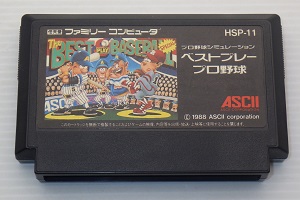 ファミリー コンピュータ
HSP-11
The BEST PLAY BASEBALL
プロ野球シミュレーション
ベストプレー
プロ野球
ASCII
© 1988 ASCII corporation